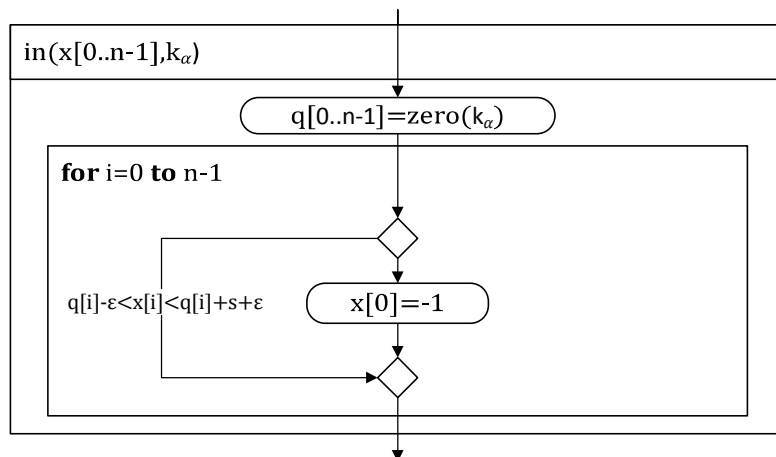 in(x[0..n-1],kα)
q[0..n-1]=zero(kα)
for i=0 to n-1
q[i]-ε<x[i]<q[i]+s+ε
x[0]=-1